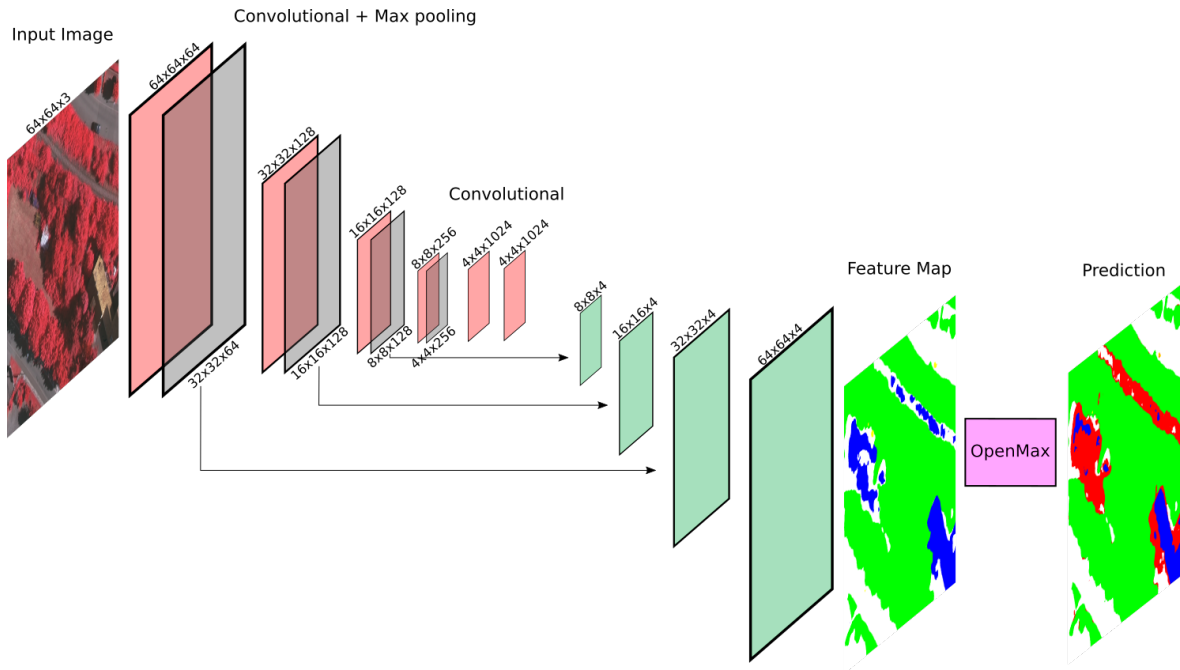 Input Image
Convolutional + Max pooling
64x64x3
64x64x64
32x32x64
32x32x128
16x16x128
16x16x128
8x8x128
8x8x256
4x4x256
Convolutional
4x4x1024
4x4x1024
8x8x4
16x16x4
32x32x4
64x64x4
Feature Map
OpenMax
Prediction